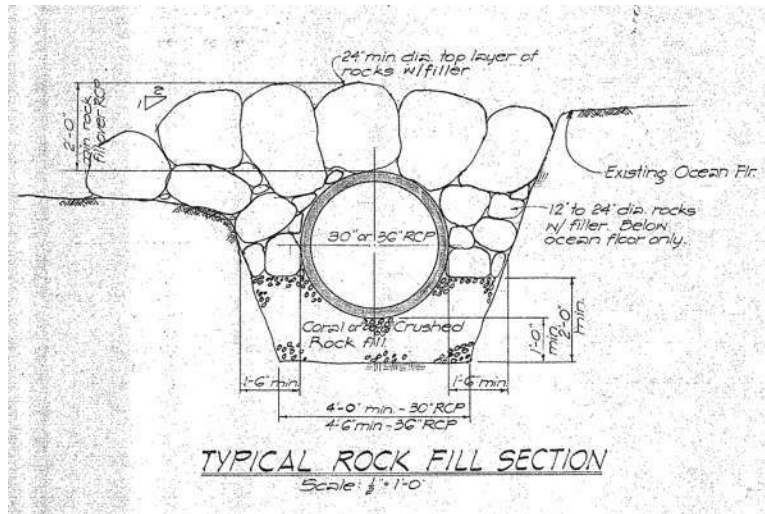 24" min. dia. top layer of
rocks w/filler
1
2
2'-0"
min. rock
fill over RCP
Existing Ocean Flr.
12" to 24" dia. rocks
w/ filler. Below
ocean floor only.
30" or 36" RCP
Coral or Crushed
Rock fill.
1'-0"
min.
2'-0"
min.
1'-6" min.
1'-6" min.
4'-0" min. - 30" RCP
4'-6" min - 36" RCP
TYPICAL ROCK FILL SECTION
Scale: ½" = 1'-0"